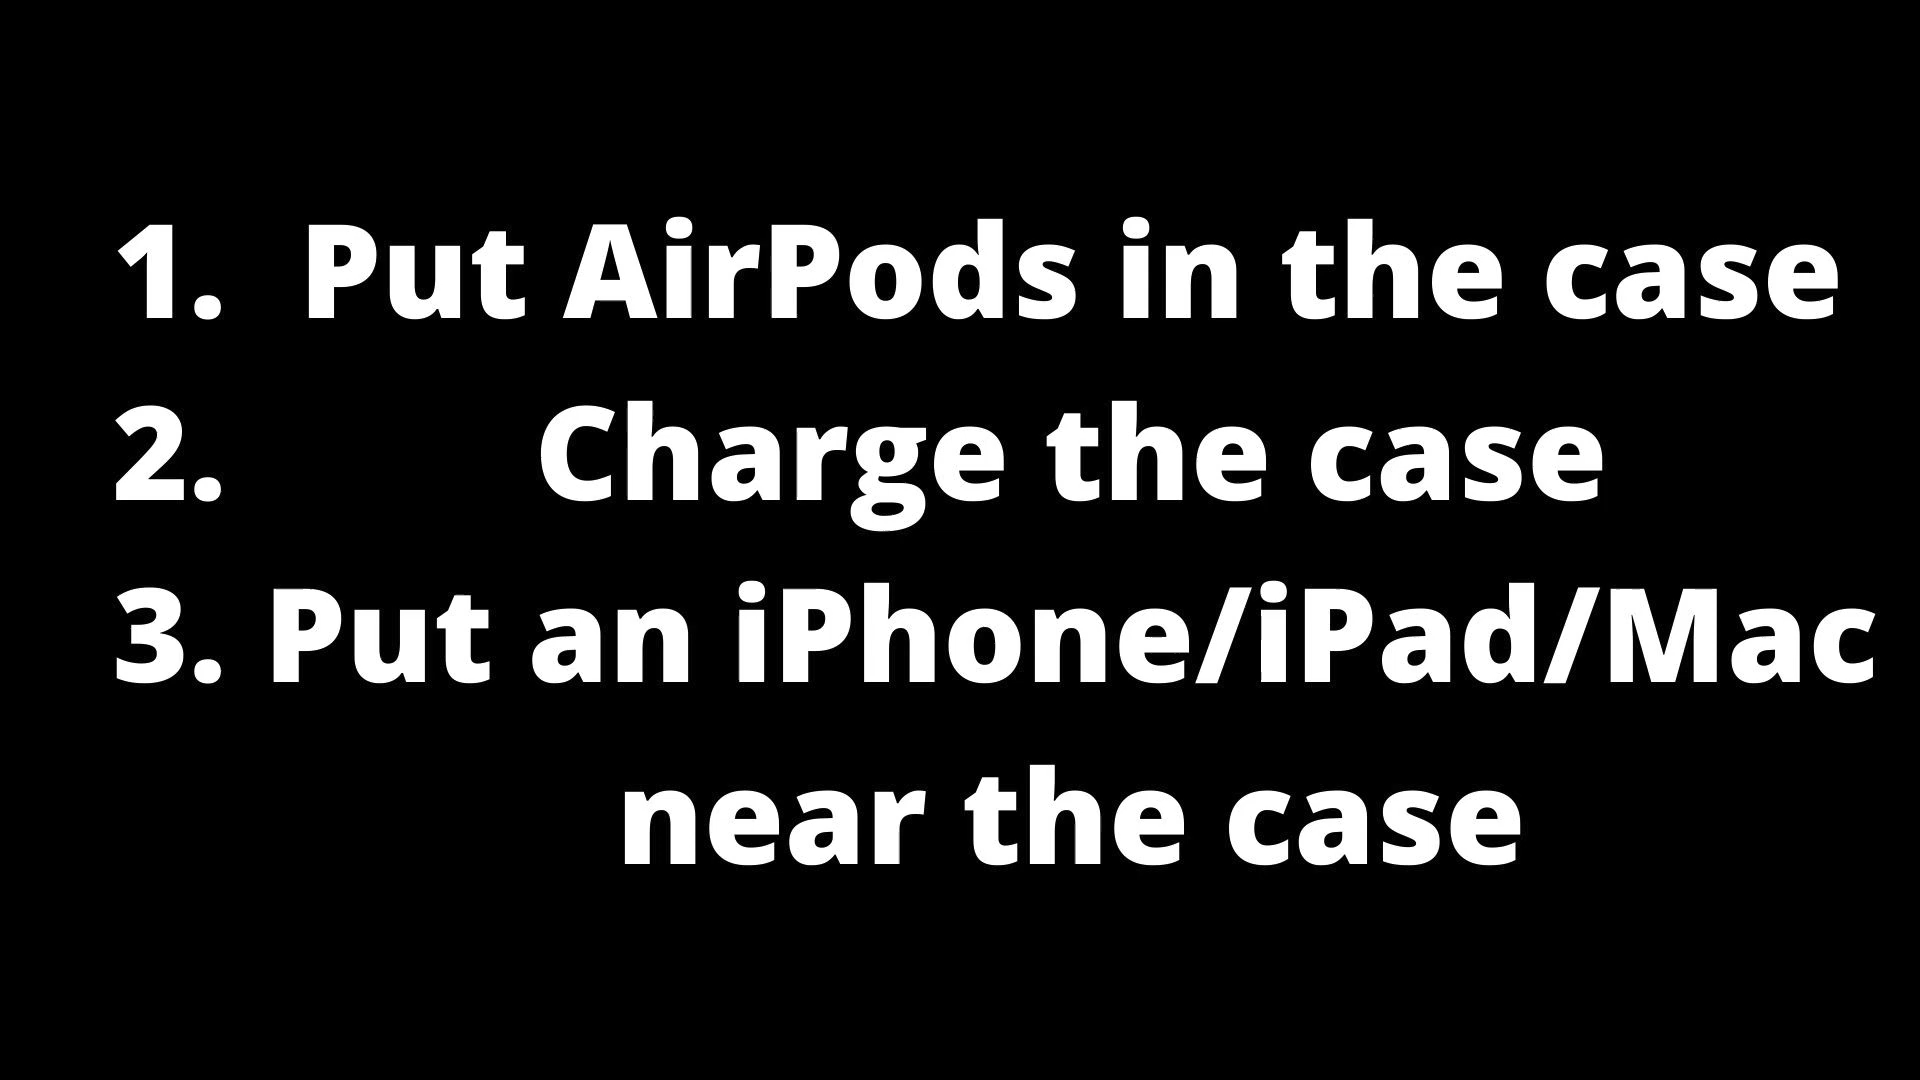 1. Put AirPods in the case
2. Charge the case
3. Put an iPhone/iPad/Mac
near the case